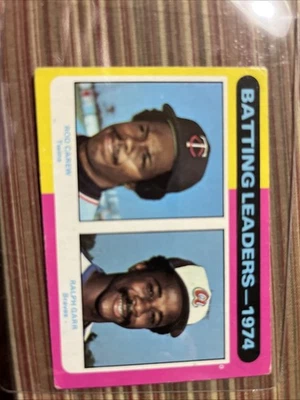 BATTING LEADERS—1974
ROD CAREW
Twins
RALPH GARR
Braves